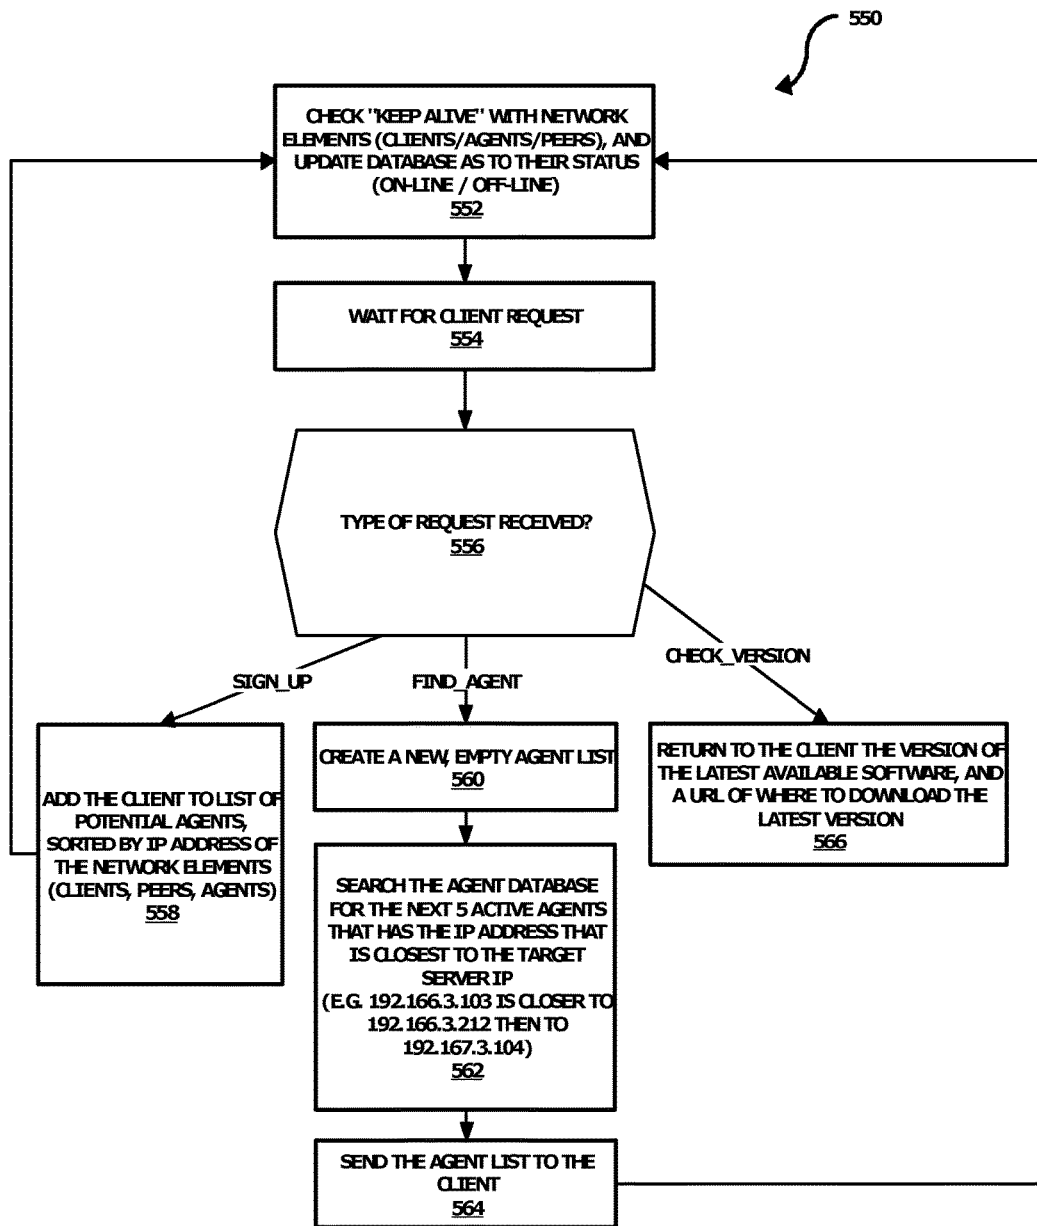 550
CHECK "KEEP ALIVE" WITH NETWORK
ELEMENTS (CLIENTS/AGENTS/PEERS), AND
UPDATE DATABASE AS TO THEIR STATUS
(ON-LINE / OFF-LINE)
552
WAIT FOR CLIENT REQUEST
554
TYPE OF REQUEST RECEIVED?
556
SIGN_UP
FIND_AGENT
CHECK_VERSION
ADD THE CLIENT TO LIST OF
POTENTIAL AGENTS,
SORTED BY IP ADDRESS OF
THE NETWORK ELEMENTS
(CLIENTS, PEERS, AGENTS)
558
CREATE A NEW, EMPTY AGENT LIST
560
SEARCH THE AGENT DATABASE
FOR THE NEXT 5 ACTIVE AGENTS
THAT HAS THE IP ADDRESS THAT
IS CLOSEST TO THE TARGET
SERVER IP
(E.G. 192.166.3.103 IS CLOSER TO
192.166.3.212 THEN TO
192.167.3.104)
562
SEND THE AGENT LIST TO THE
CLIENT
564
RETURN TO THE CLIENT THE VERSION OF
THE LATEST AVAILABLE SOFTWARE, AND
A URL OF WHERE TO DOWNLOAD THE
LATEST VERSION
566